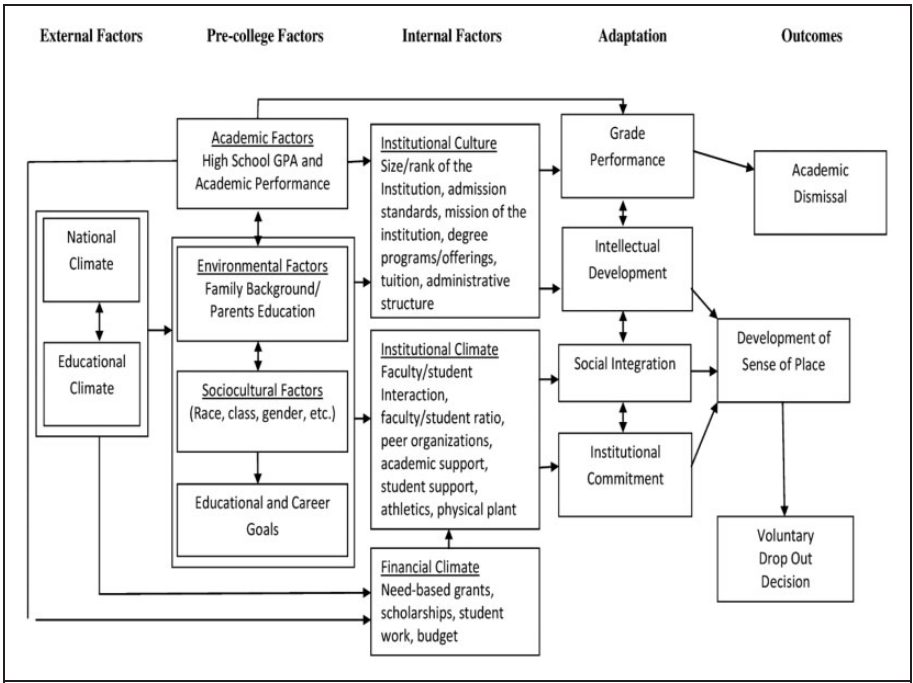 External Factors
Pre-college Factors
Internal Factors
Adaptation
Outcomes
National
Climate
Educational
Climate
Academic Factors
High School GPA and
Academic Performance
Environmental Factors
Family Background/
Parents Education
Sociocultural Factors
(Race, class, gender, etc.)
Educational and Career
Goals
Institutional Culture
Size/rank of the
Institution, admission
standards, mission of the
institution, degree
programs/offerings,
tuition, administrative
structure
Institutional Climate
Faculty/student
Interaction,
faculty/student ratio,
peer organizations,
academic support,
student support,
athletics, physical plant
Financial Climate
Need-based grants,
scholarships, student
work, budget
Grade
Performance
Intellectual
Development
Social Integration
Institutional
Commitment
Academic
Dismissal
Development of
Sense of Place
Voluntary
Drop Out
Decision